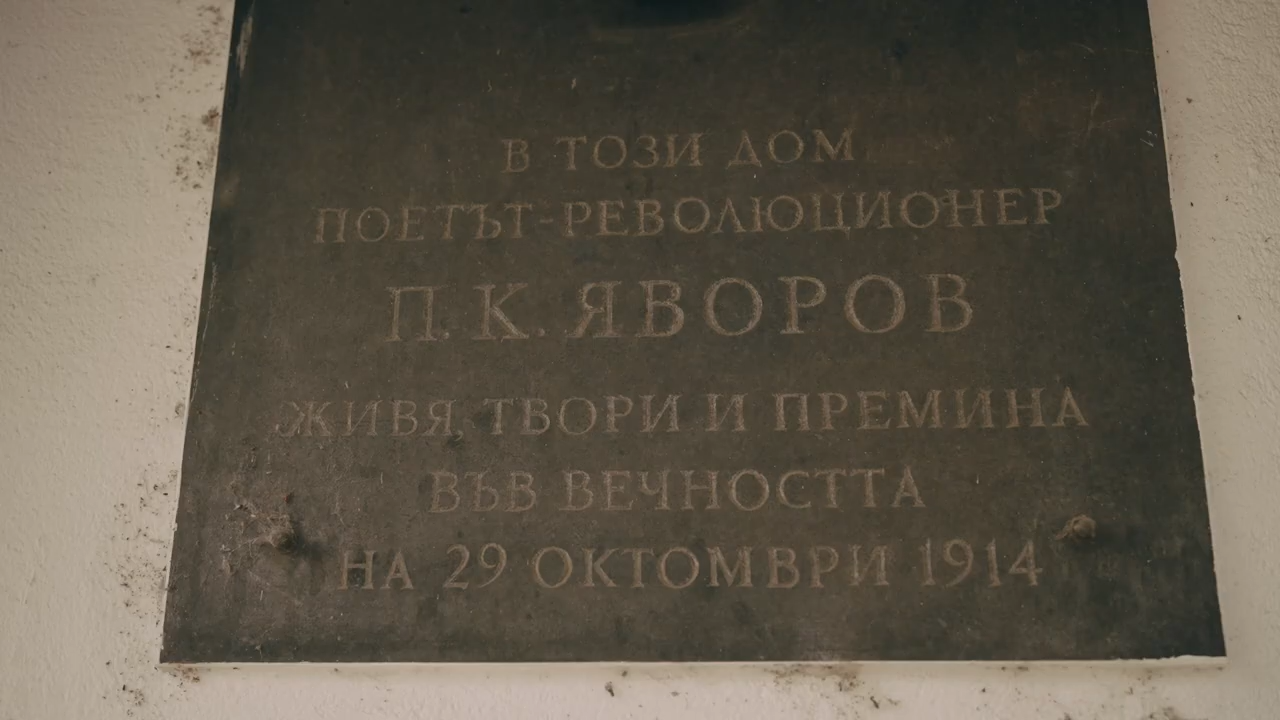 В ТОЗИ ДОМ
ПОЕТЪТ-РЕВОЛЮЦИОНЕР
П. К. ЯВОРОВ
ЖИВЯ, ТВОРИ И ПРЕМИНА
ВЪВ ВЕЧНОСТТА
НА 29 ОКТОМВРИ 1914